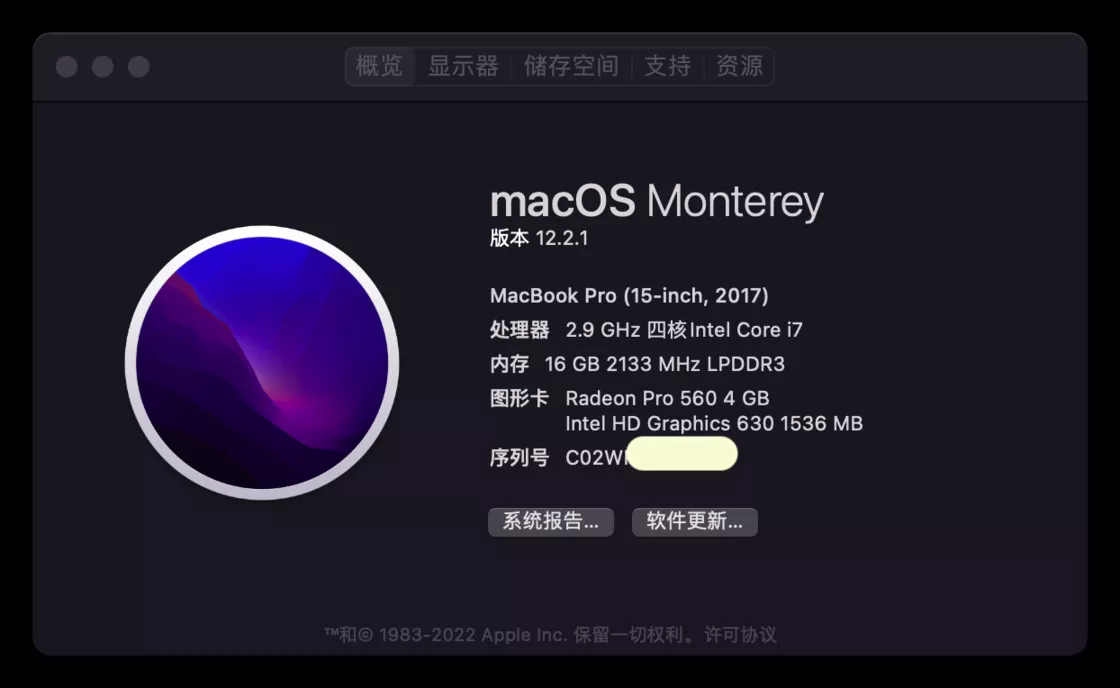 概览 显示器 储存空间 支持 资源
macOS Monterey
版本 12.2.1
MacBook Pro (15-inch, 2017)
处理器 2.9 GHz 四核Intel Core i7
内存 16 GB 2133 MHz LPDDR3
图形卡 Radeon Pro 560 4 GB
Intel HD Graphics 630 1536 MB
序列号 C02W
系统报告... 软件更新...
™和© 1983-2022 Apple Inc. 保留一切权利。许可协议